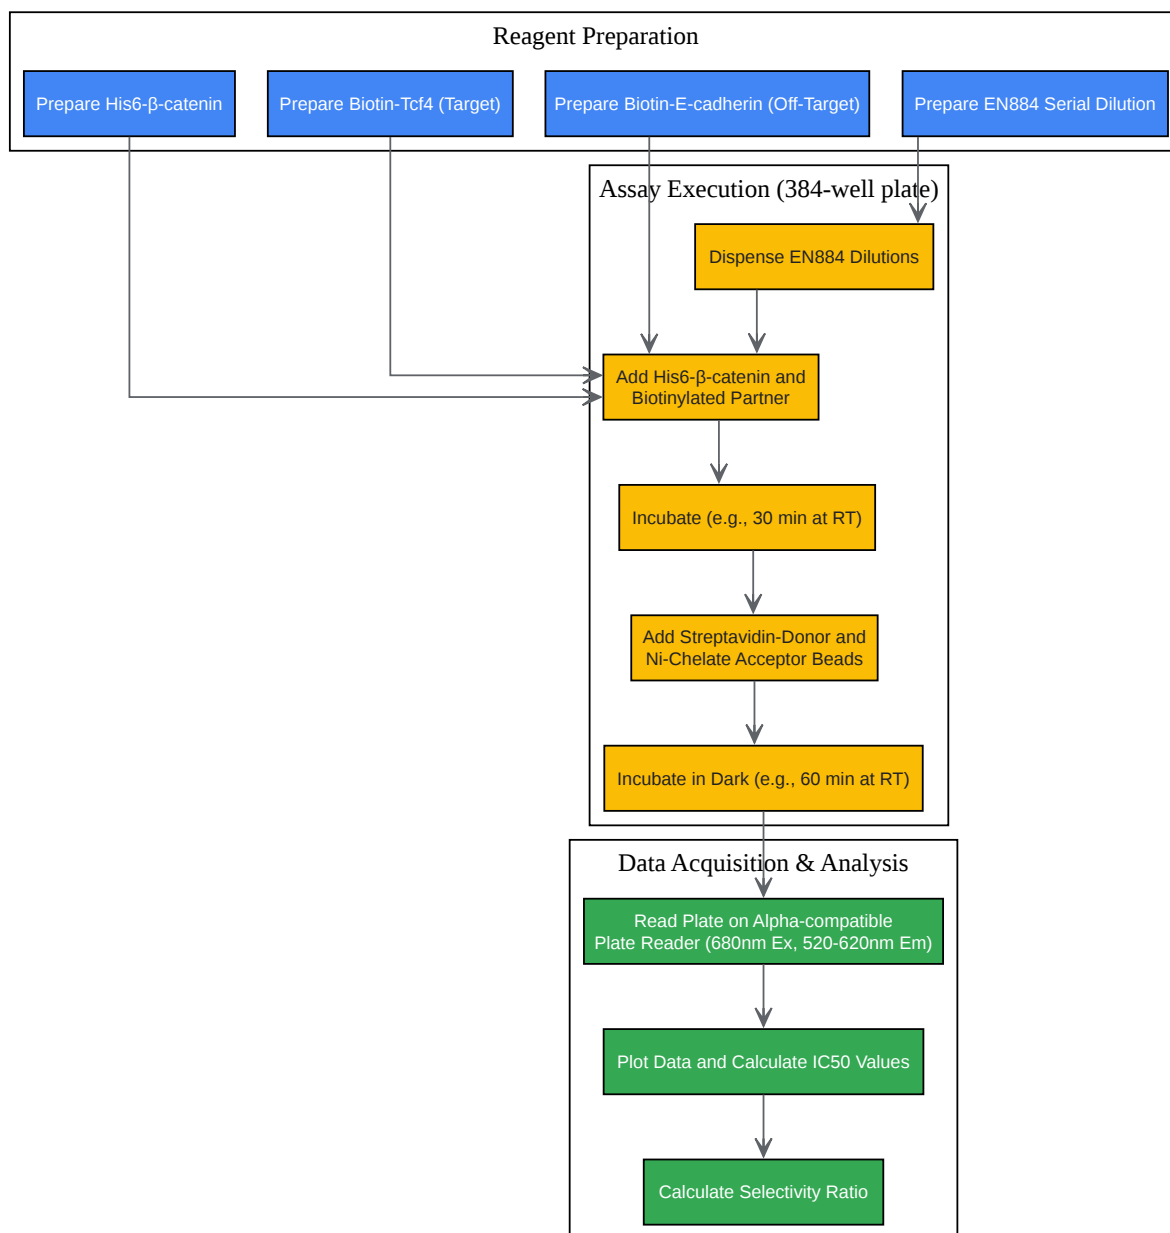 Reagent Preparation
Prepare His6-β-catenin
Prepare Biotin-Tcf4 (Target)
Prepare Biotin-E-cadherin (Off-Target)
Prepare EN884 Serial Dilution
Assay Execution (384-well plate)
Dispense EN884 Dilutions
Add His6-β-catenin and
Biotinylated Partner
Incubate (e.g., 30 min at RT)
Add Streptavidin-Donor and
Ni-Chelate Acceptor Beads
Incubate in Dark (e.g., 60 min at RT)
Data Acquisition & Analysis
Read Plate on Alpha-compatible
Plate Reader (680nm Ex, 520-620nm Em)
Plot Data and Calculate IC50 Values
Calculate Selectivity Ratio